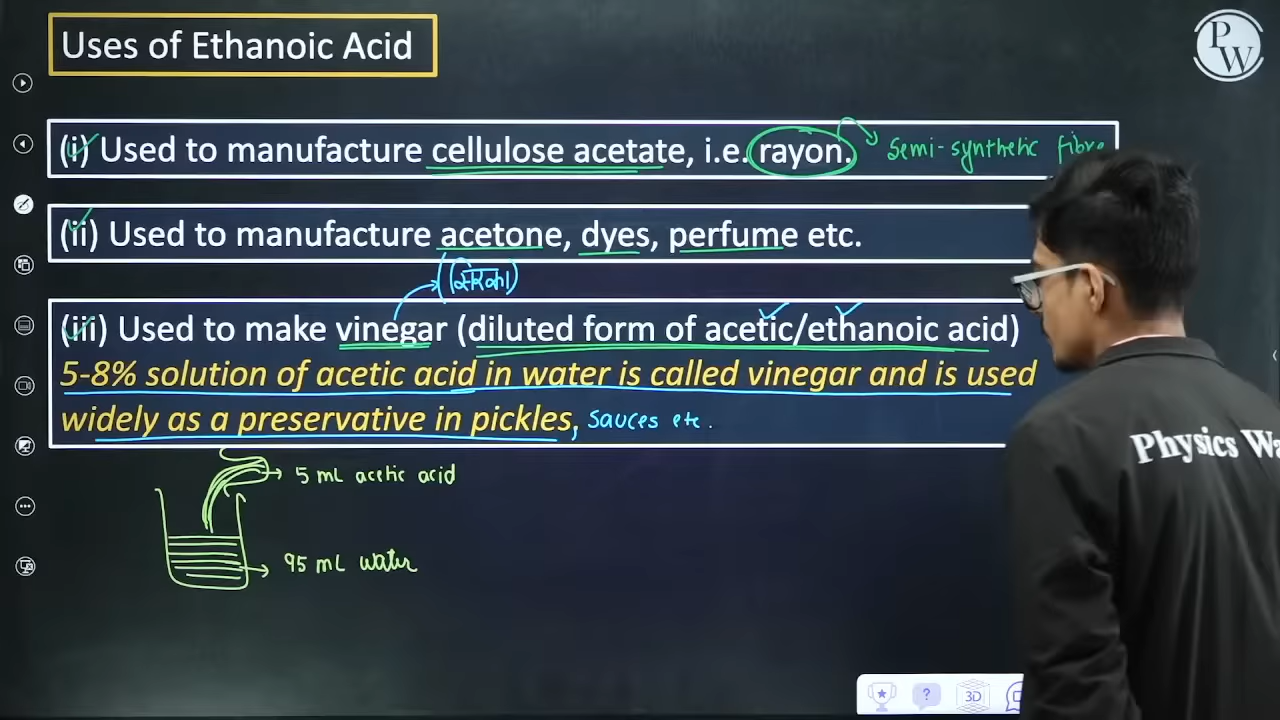 Uses of Ethanoic Acid
PW
(i) Used to manufacture cellulose acetate, i.e. rayon. Semi-synthetic fibre
(ii) Used to manufacture acetone, dyes, perfume etc.
(सिरका)
(iii) Used to make vinegar (diluted form of acetic/ethanoic acid)
5-8% solution of acetic acid in water is called vinegar and is used
widely as a preservative in pickles, Sauces etc.
5 mL acetic acid
95 mL water
Physics Wa
?
3D